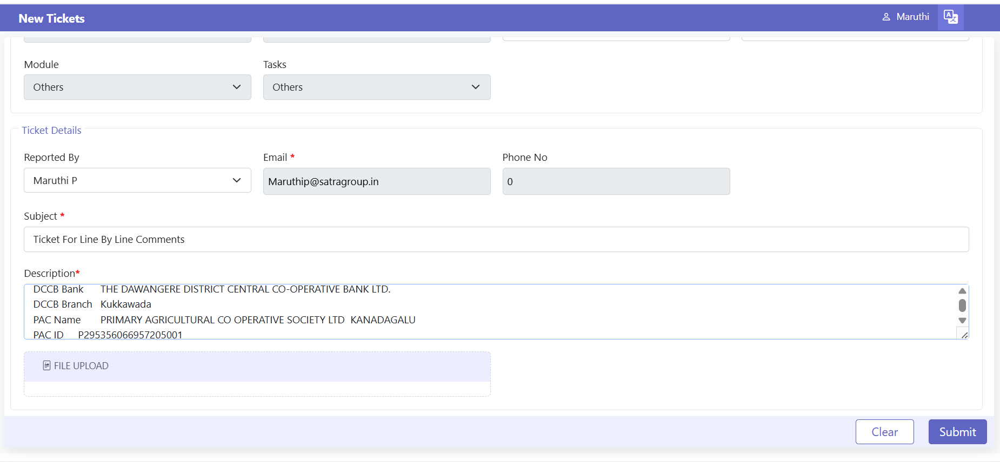 New Tickets
Maruthi
Module
Tasks
Others
Others
Ticket Details
Reported By
Email *
Phone No
Maruthi P
Maruthip@satragroup.in
0
Subject *
Ticket For Line By Line Comments
Description*
DCCB Bank THE DAWANGERE DISTRICT CENTRAL CO-OPERATIVE BANK LTD.
DCCB Branch Kukkawada
PAC Name PRIMARY AGRICULTURAL CO OPERATIVE SOCIETY LTD KANADAGALU
PAC ID P295356066957205001
FILE UPLOAD
Clear
Submit